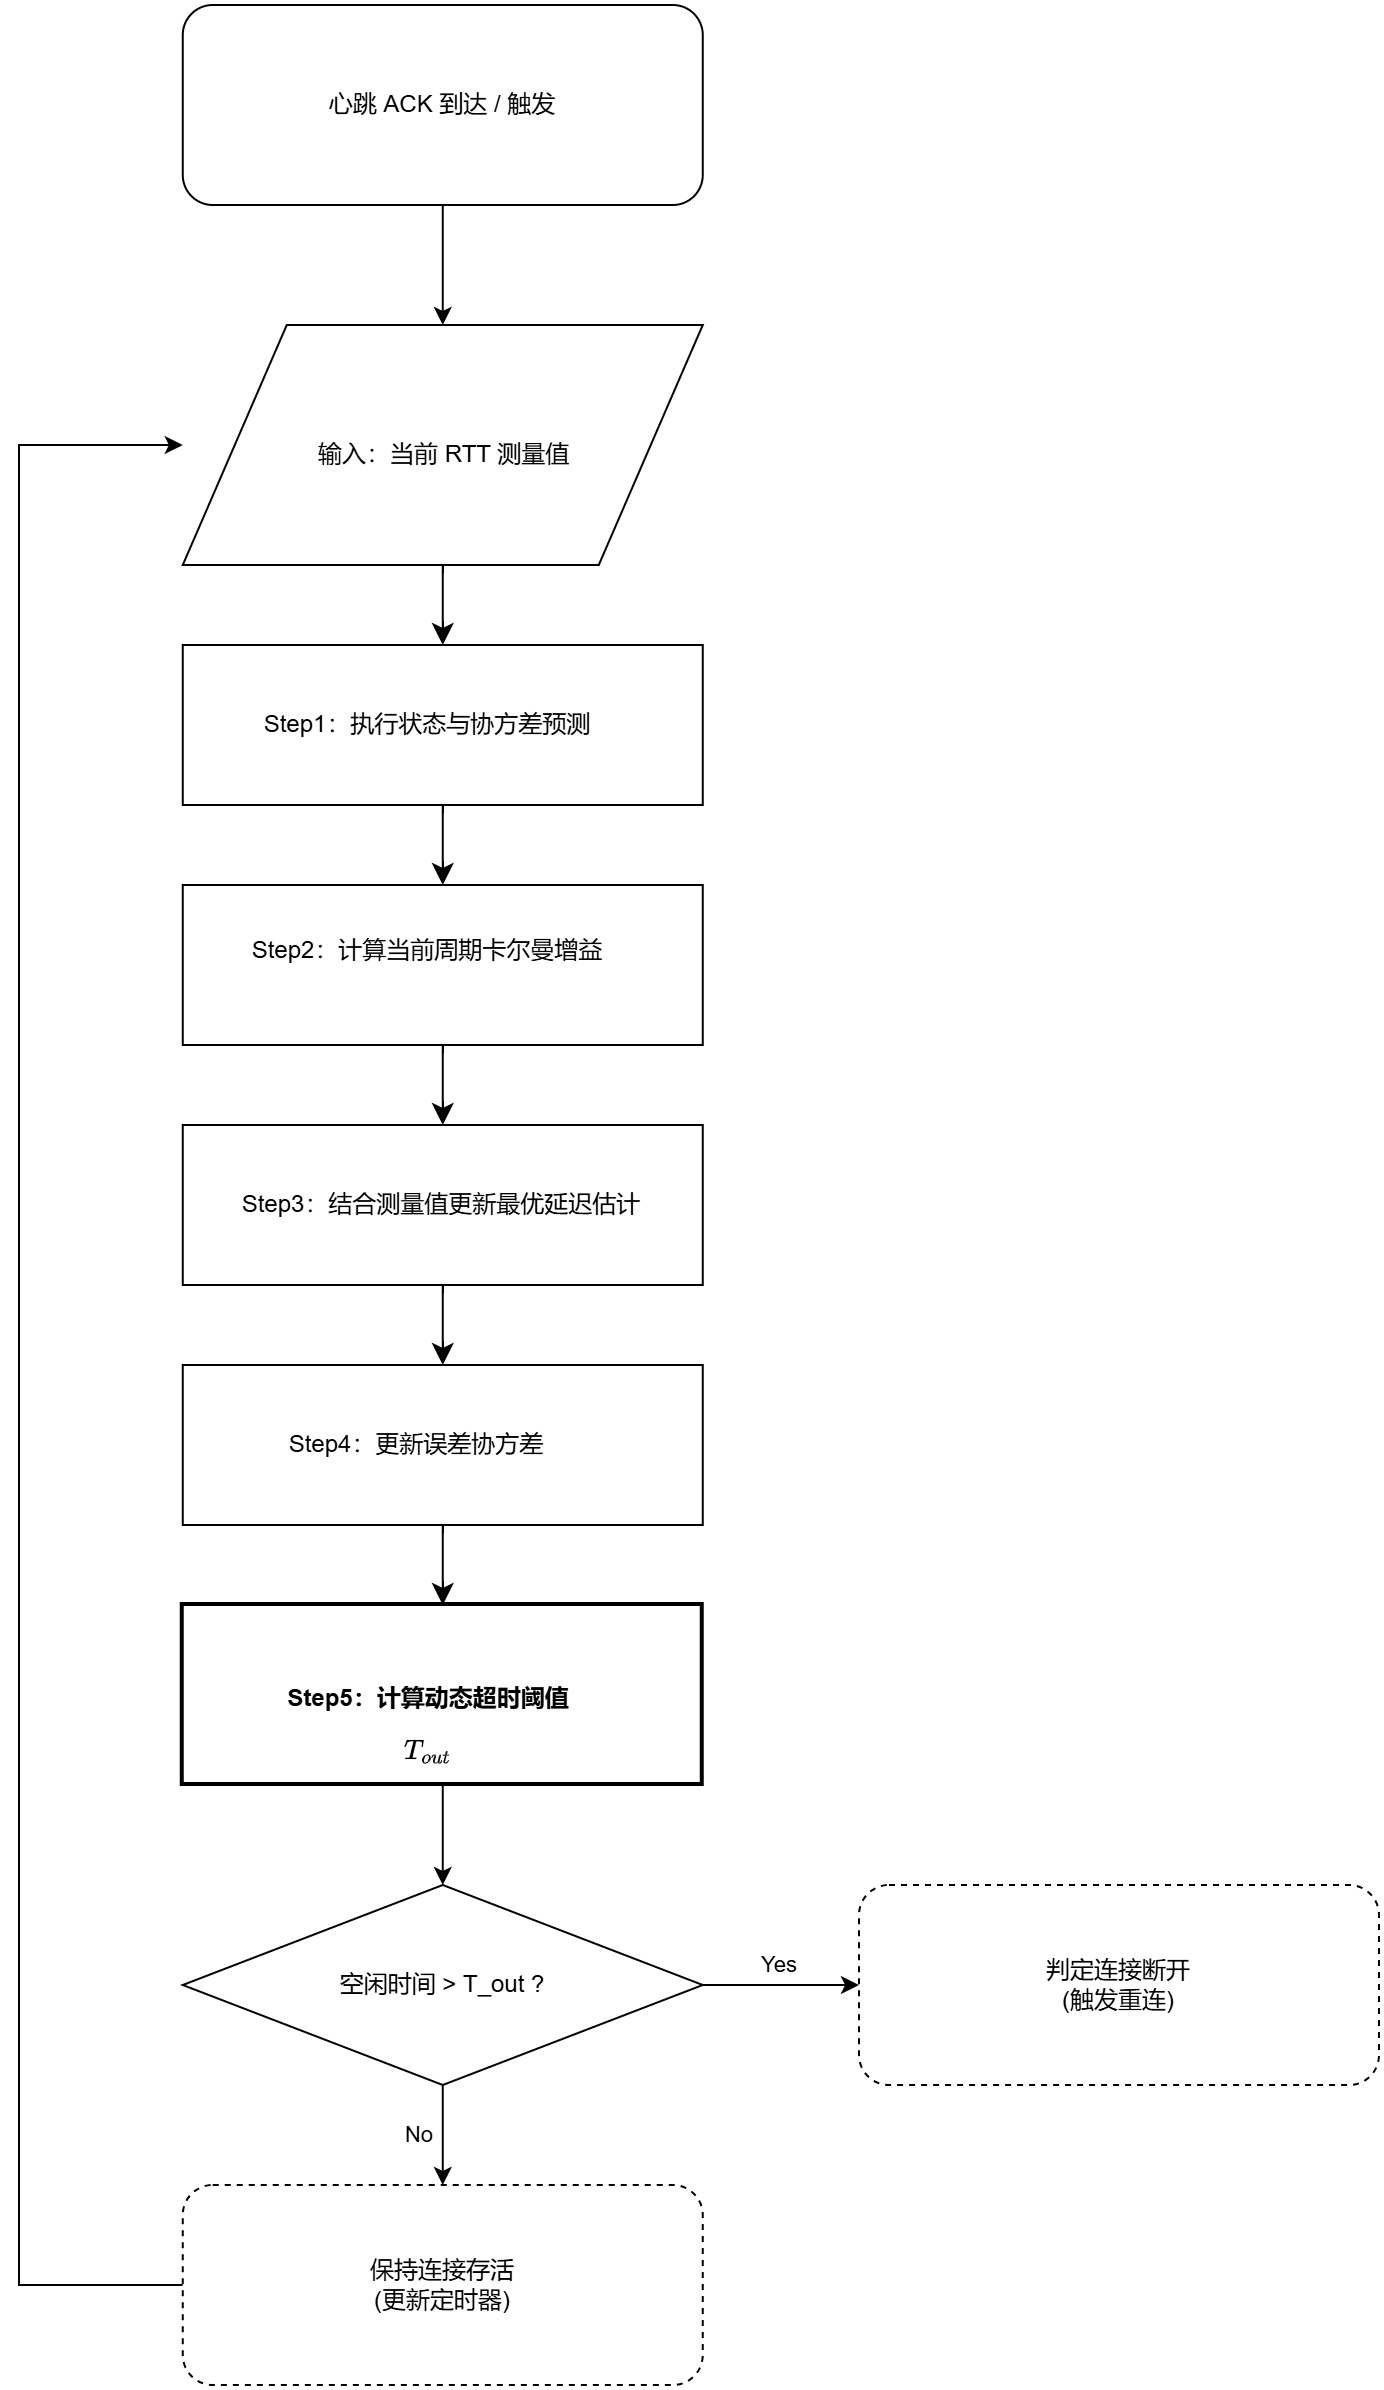 心跳 ACK 到达 / 触发
输入：当前 RTT 测量值
Step1：执行状态与协方差预测
Step2：计算当前周期卡尔曼增益
Step3：结合测量值更新最优延迟估计
Step4：更新误差协方差
Step5：计算动态超时阈值
T_{out}
空闲时间 > T_out ?
Yes
判定连接断开
(触发重连)
No
保持连接存活
(更新定时器)